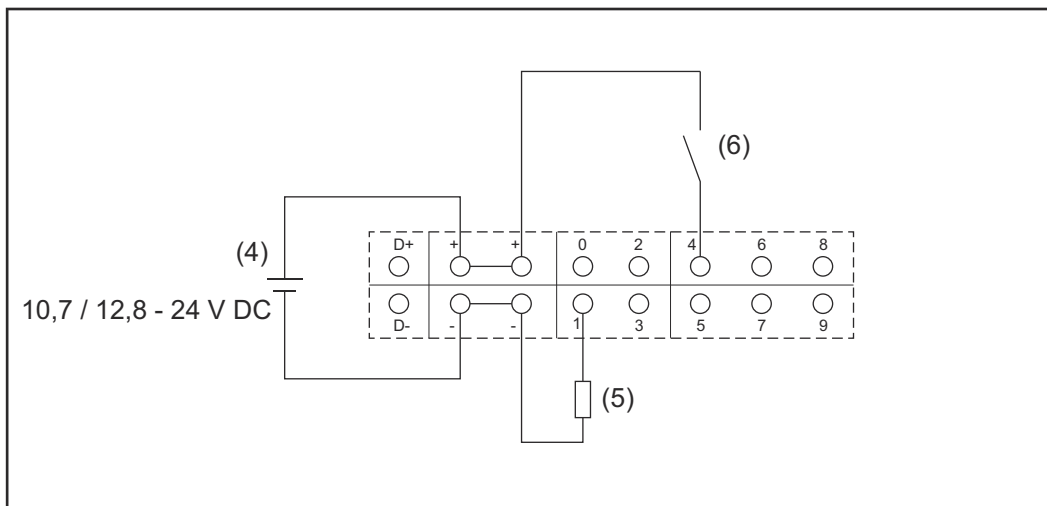 (6)
D+ + + 0 2 4 6 8
(4)
10,7 / 12,8 - 24 V DC
D- - - 1 3 5 7 9
(5)